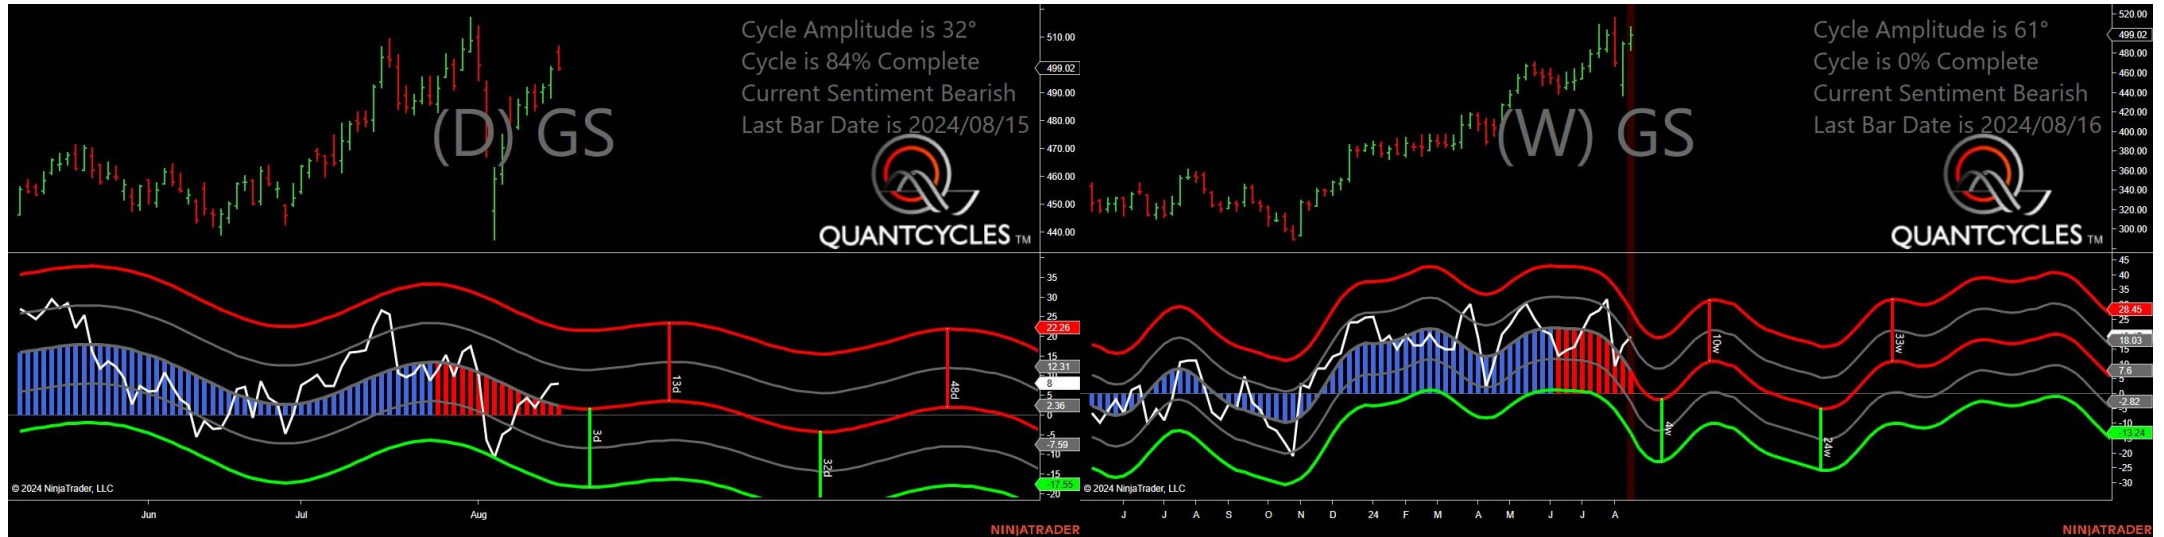 Cycle Amplitude is 32°
Cycle is 84% Complete
Current Sentiment Bearish
Last Bar Date is 2024/08/15
(D) GS
QUANTCYCLES TM
510.00
499.02
490.00
480.00
470.00
460.00
450.00
440.00
35
30
25
22.26
20
15
12.31
8
5
2.36
0
-5
-7.59
-10
-15
-17.55
-20
13d
48d
3d
32d
© 2024 NinjaTrader, LLC
Jun
Jul
Aug
NINJATRADER
Cycle Amplitude is 61°
Cycle is 0% Complete
Current Sentiment Bearish
Last Bar Date is 2024/08/16
(W) GS
QUANTCYCLES TM
520.00
499.02
480.00
460.00
440.00
420.00
400.00
380.00
360.00
340.00
320.00
300.00
45
40
35
28.45
25
18.03
15
7.6
5
0
-2.82
-13.24
-20
-25
-30
10w
33w
4w
24w
© 2024 NinjaTrader, LLC
J
J
A
S
O
N
D
24
F
M
A
M
J
J
A
NINJATRADER